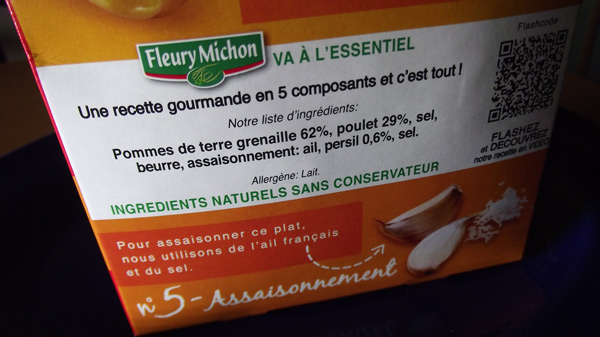 Flashcode
Fleury Michon VA À L'ESSENTIEL
Une recette gourmande en 5 composants et c'est tout !
Notre liste d'ingrédients:
Pommes de terre grenaille 62%, poulet 29%, sel,
beurre, assaisonnement: ail, persil 0,6%, sel.
Allergène: Lait.
INGREDIENTS NATURELS SANS CONSERVATEUR
FLASHEZ
et DECOUVREZ
notre recette en VIDEO
Pour assaisonner ce plat,
nous utilisons de l'ail français
et du sel.
n°5-Assaisonnement